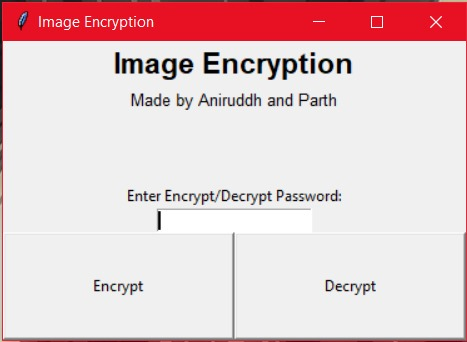 Image Encryption
Image Encryption
Made by Aniruddh and Parth
Enter Encrypt/Decrypt Password:
Encrypt Decrypt